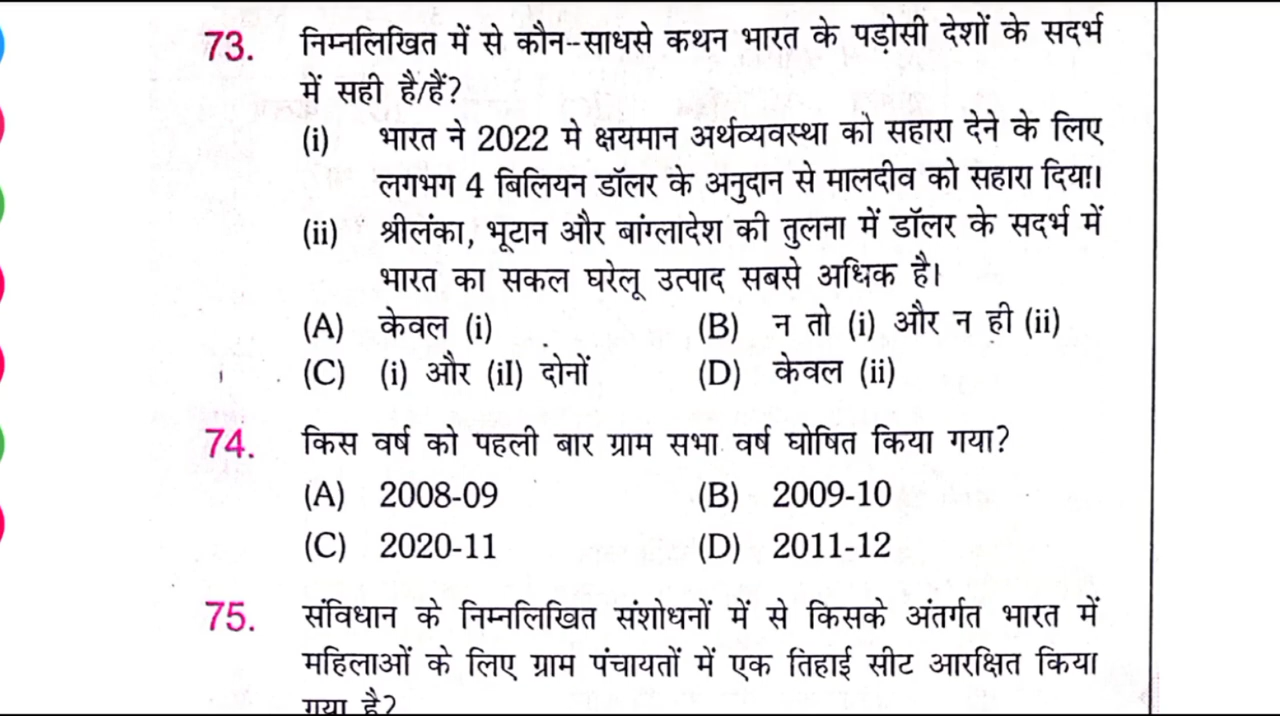 73. निम्नलिखित में से कौन-साधसे कथन भारत के पड़ोसी देशों के सदर्भ
में सही है/हैं?
(i) भारत ने 2022 मे क्षयमान अर्थव्यवस्था को सहारा देने के लिए
लगभग 4 बिलियन डॉलर के अनुदान से मालदीव को सहारा दिया।
(ii) श्रीलंका, भूटान और बांग्लादेश की तुलना में डॉलर के सदर्भ में
भारत का सकल घरेलू उत्पाद सबसे अधिक है।
(A) केवल (i) (B) न तो (i) और न ही (ii)
(C) (i) और (iI) दोनों (D) केवल (ii)
74. किस वर्ष को पहली बार ग्राम सभा वर्ष घोषित किया गया?
(A) 2008-09 (B) 2009-10
(C) 2020-11 (D) 2011-12
75. संविधान के निम्नलिखित संशोधनों में से किसके अंतर्गत भारत में
महिलाओं के लिए ग्राम पंचायतों में एक तिहाई सीट आरक्षित किया
गया है?